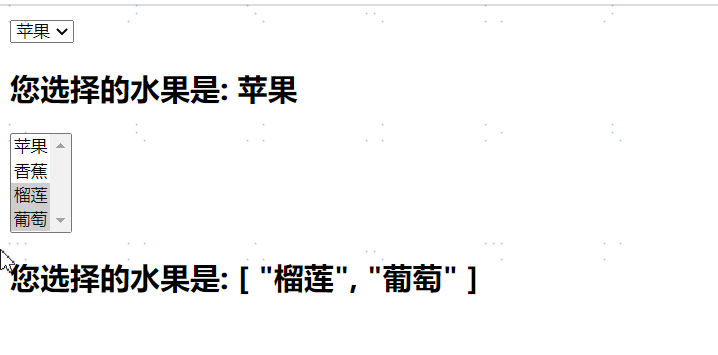 苹果
您选择的水果是: 苹果
苹果
香蕉
榴莲
葡萄
您选择的水果是: [ "榴莲", "葡萄" ]